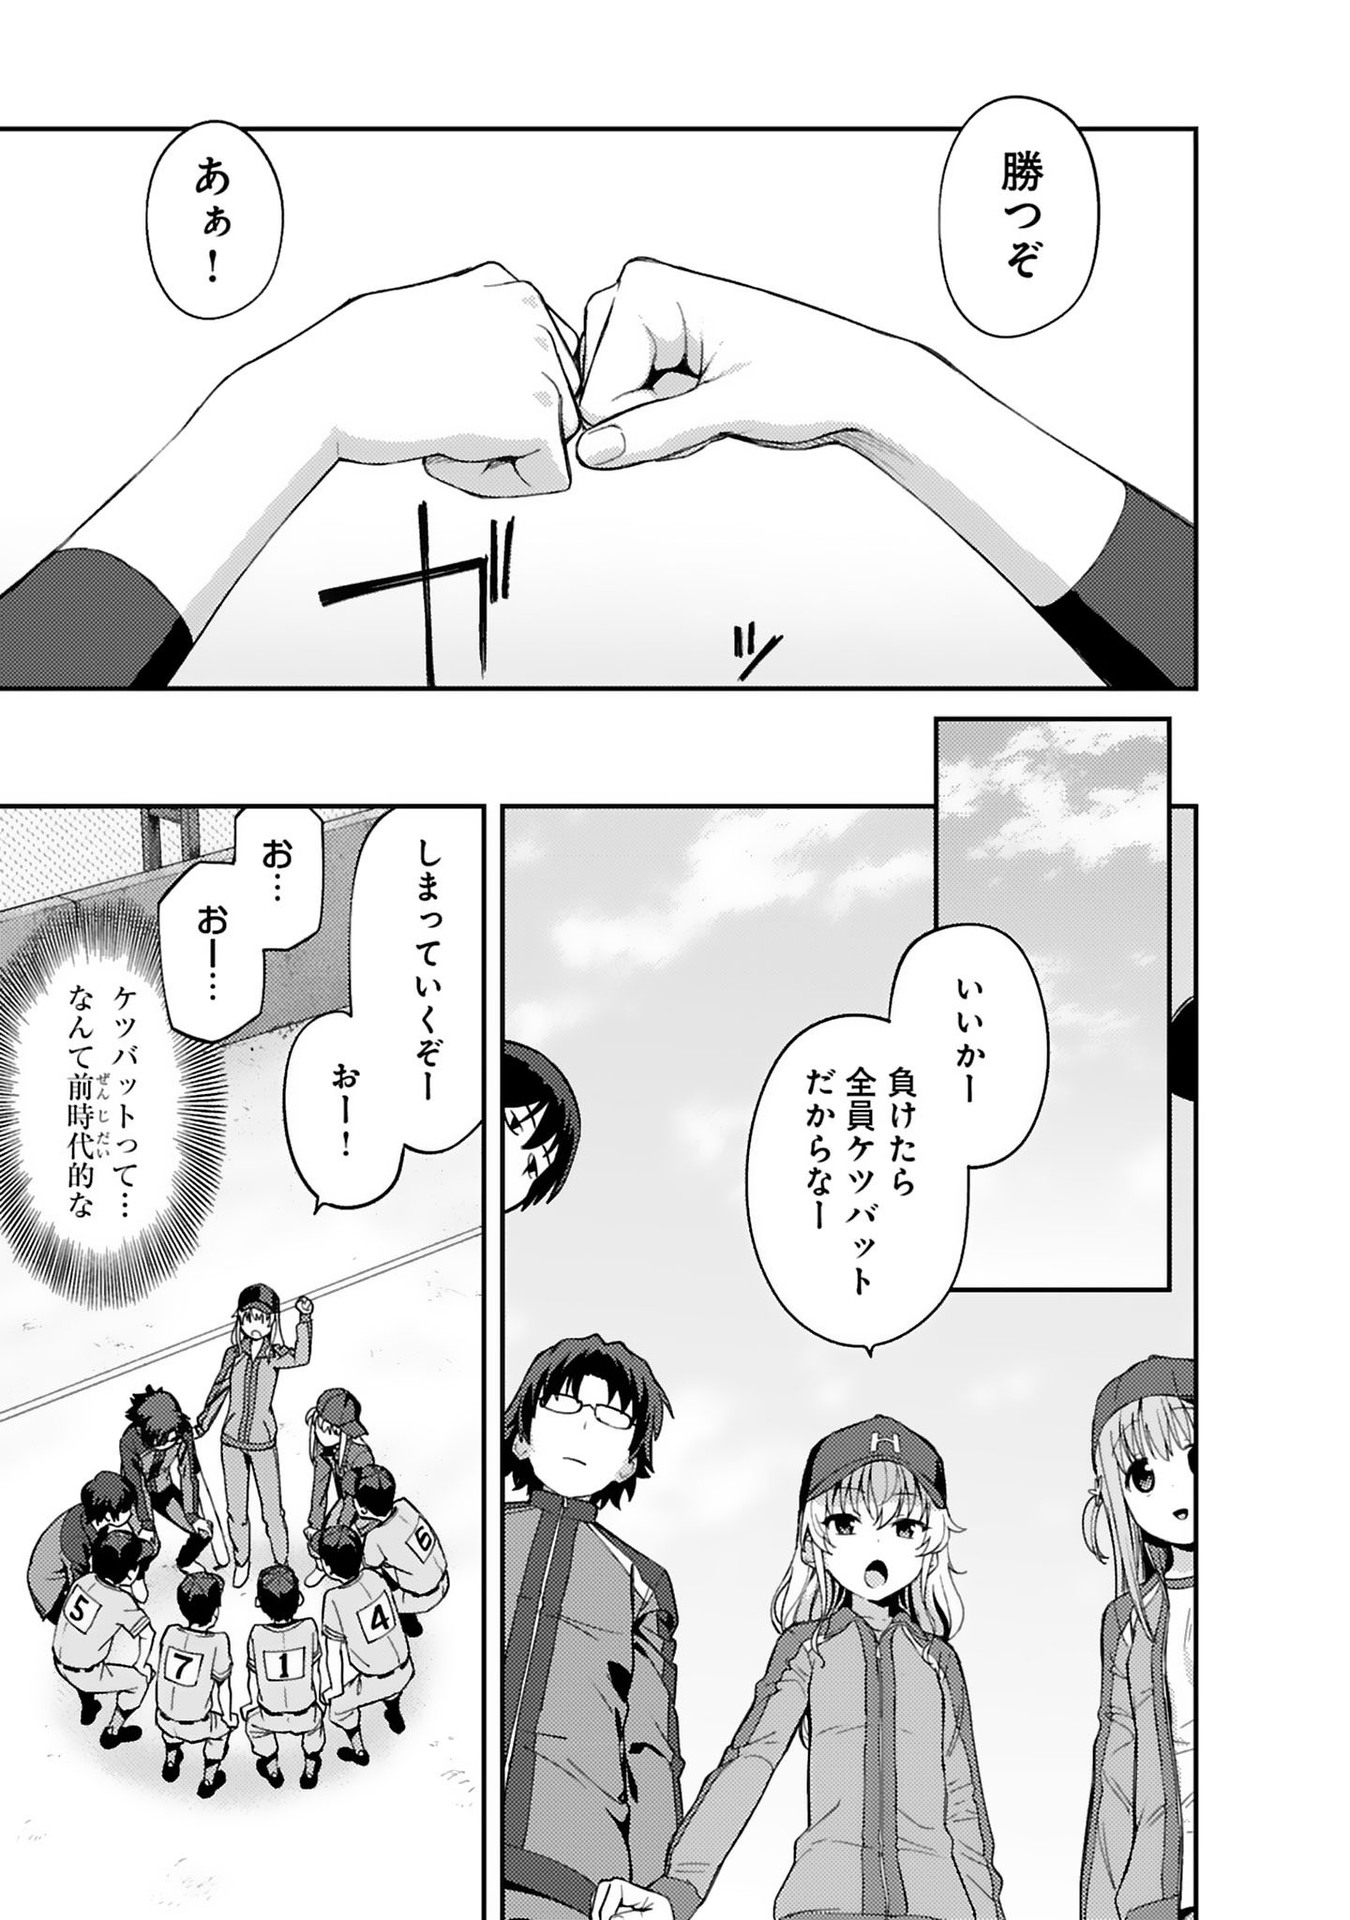 勝つぞ
あぁ!
ガッ
いいかー
負けたら
全員ケツバット
だからなー
しまっていくぞー
おー!
お…
おー…
ケツバットって…
なんて前時代的な
ぜんじだい
H
6
5
4
7
1